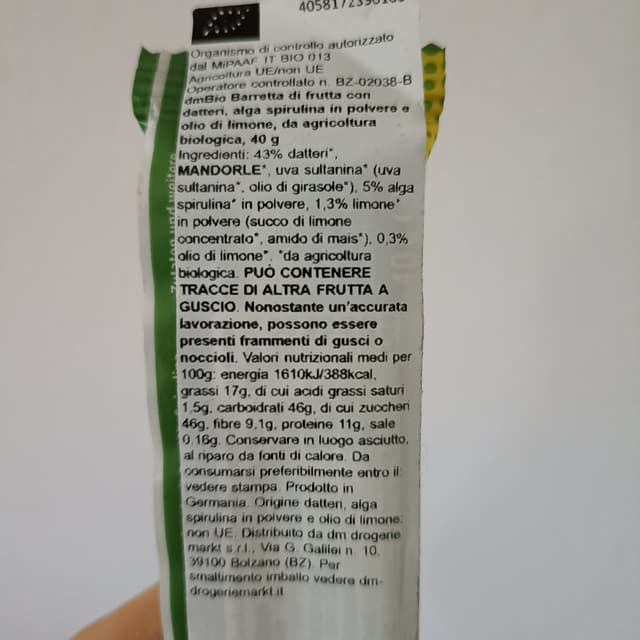 Organismo di controllo autorizzato
dal MiPAAF IT BIO 013
Agricoltura UE/non UE
Operatore controllato n. BZ-02038-B
dmBio Barretta di frutta con
datteri, alga spirulina in polvere e
olio di limone, da agricoltura
biologica, 40 g
Ingredienti: 43% datteri*,
MANDORLE*, uva sultanina* (uva
sultanina*, olio di girasole*), 5% alga
spirulina* in polvere, 1,3% limone*
in polvere (succo di limone
concentrato*, amido di mais*), 0,3%
olio di limone*. *da agricoltura
biologica. PUÒ CONTENERE
TRACCE DI ALTRA FRUTTA A
GUSCIO. Nonostante un'accurata
lavorazione, possono essere
presenti frammenti di gusci o
noccioli. Valori nutrizionali medi per
100g: energia 1610kJ/388kcal,
grassi 17g, di cui acidi grassi saturi
1,5g, carboidrati 46g, di cui zuccheri
46g, fibre 9,1g, proteine 11g, sale
0,16g. Conservare in luogo asciutto,
al riparo da fonti di calore. Da
consumarsi preferibilmente entro il:
vedere stampa. Prodotto in
Germania. Origine datteri, alga
spirulina in polvere e olio di limone:
non UE. Distribuito da dm drogerie
markt s.r.l., Via G. Galilei n. 10,
39100 Bolzano (BZ). Per
smaltimento imballo vedere dm-
drogeriemarkt.it